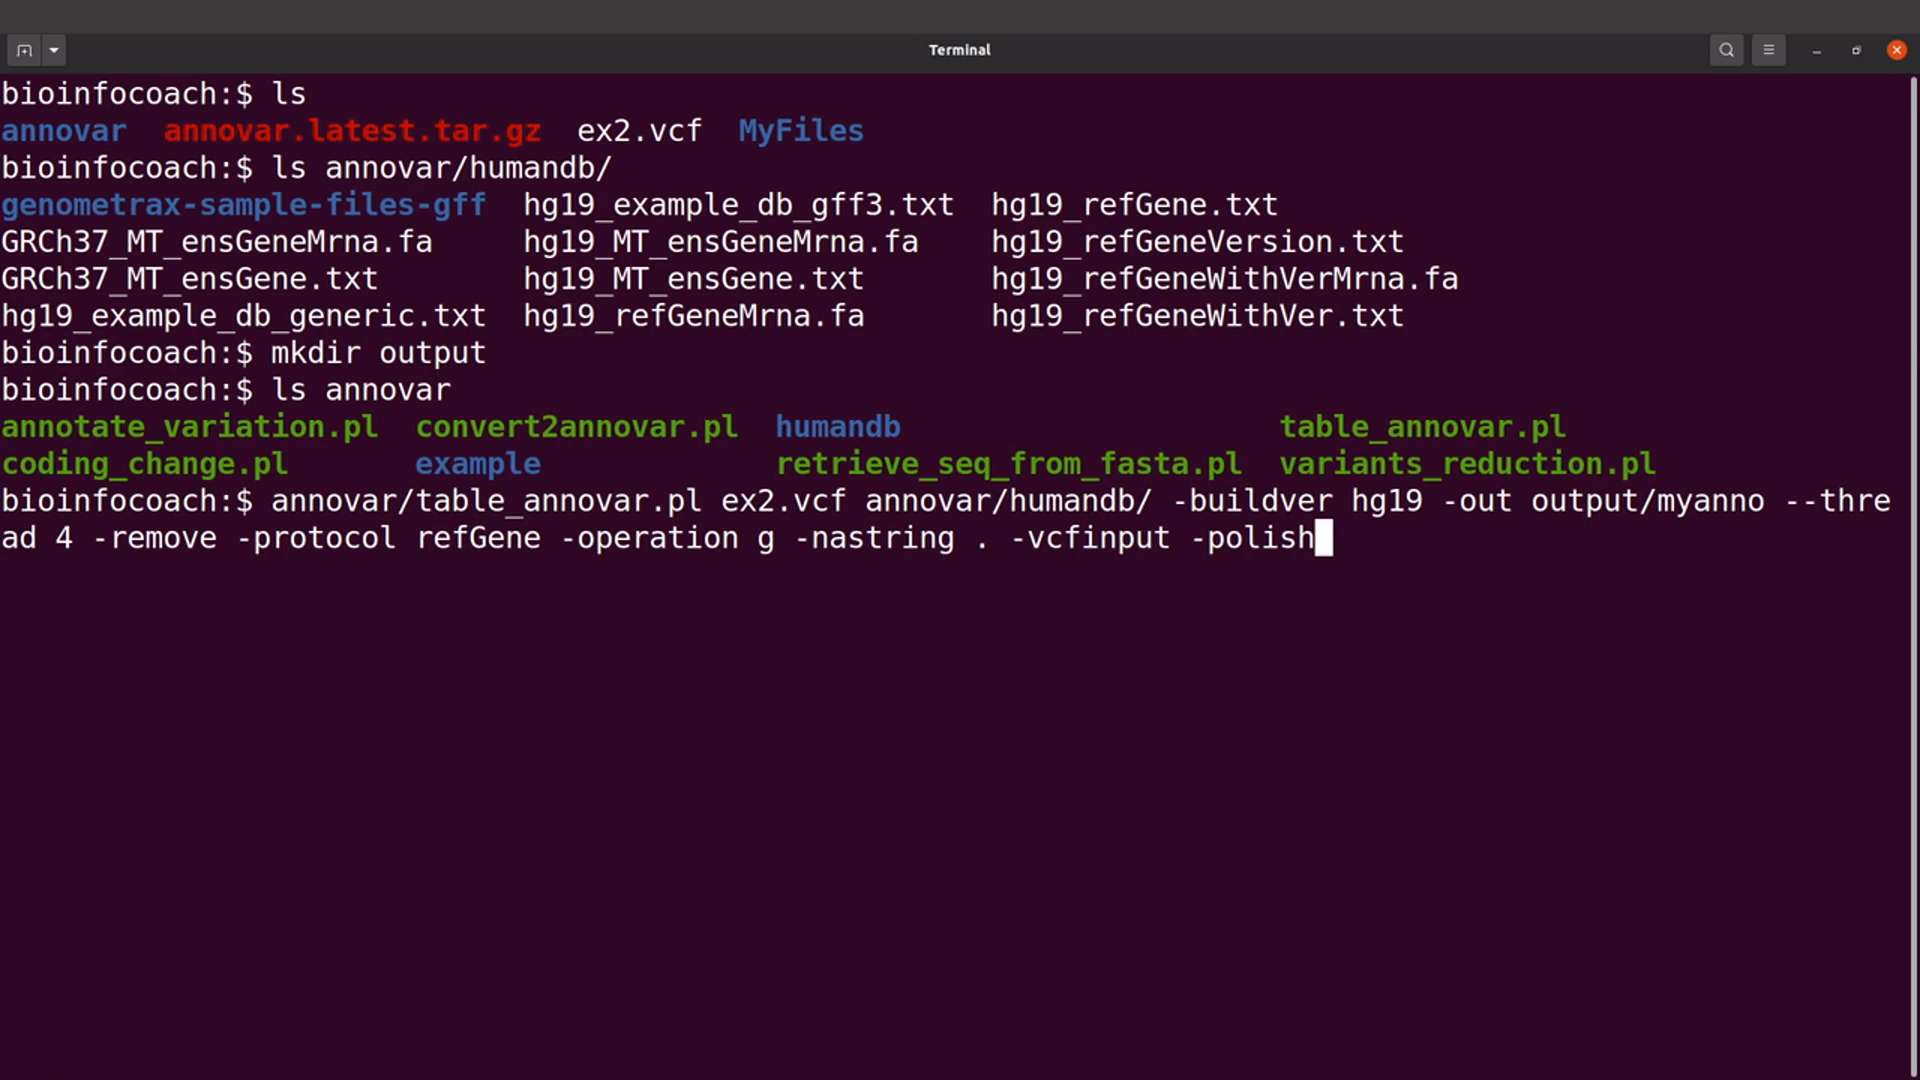 Terminal
bioinfocoach:$ ls
annovar annovar.latest.tar.gz ex2.vcf MyFiles
bioinfocoach:$ ls annovar/humandb/
genometrax-sample-files-gff hg19_example_db_gff3.txt hg19_refGene.txt
GRCh37_MT_ensGeneMrna.fa hg19_MT_ensGeneMrna.fa hg19_refGeneVersion.txt
GRCh37_MT_ensGene.txt hg19_MT_ensGene.txt hg19_refGeneWithVerMrna.fa
hg19_example_db_generic.txt hg19_refGeneMrna.fa hg19_refGeneWithVer.txt
bioinfocoach:$ mkdir output
bioinfocoach:$ ls annovar
annotate_variation.pl convert2annovar.pl humandb table_annovar.pl
coding_change.pl example retrieve_seq_from_fasta.pl variants_reduction.pl
bioinfocoach:$ annovar/table_annovar.pl ex2.vcf annovar/humandb/ -buildver hg19 -out output/myanno --thre
ad 4 -remove -protocol refGene -operation g -nastring . -vcfinput -polish